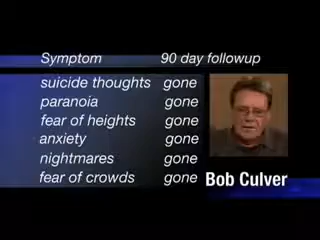 Symptom 90 day followup
suicide thoughts gone
paranoia gone
fear of heights gone
anxiety gone
nightmares gone
fear of crowds gone
Bob Culver